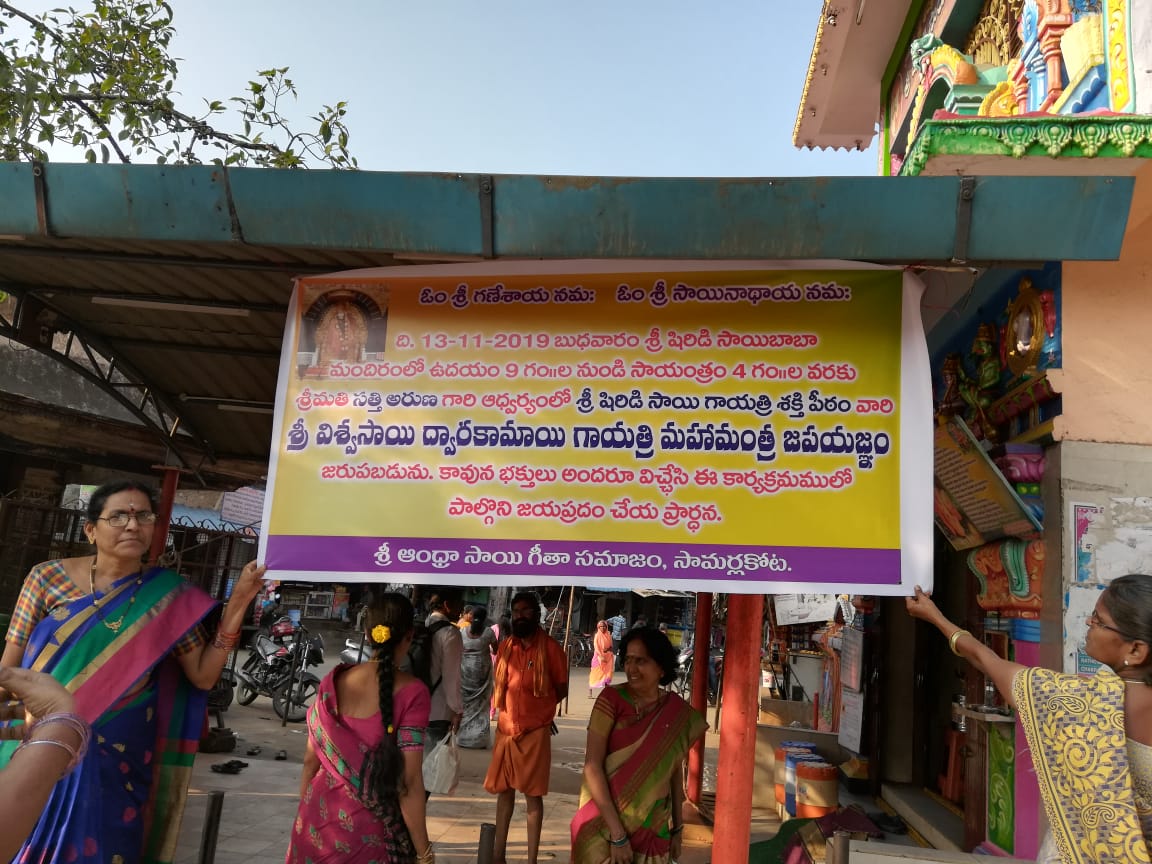 ఓం శ్రీ గణేశాయ నమః ఓం శ్రీ సాయినాథాయ నమః
ది. 13-11-2019 బుధవారం శ్రీ షిరిడి సాయిబాబా
మందిరంలో ఉదయం 9 గం॥ల నుండి సాయంత్రం 4 గం॥ల వరకు
శ్రీమతి సత్తి అరుణ గారి ఆధ్వర్యంలో శ్రీ షిరిడి సాయి గాయత్రి శక్తి పీఠం వారి
శ్రీ విశ్వసాయి ద్వారకామాయి గాయత్రి మహామంత్ర జపయజ్ఞం
జరుపబడును. కావున భక్తులు అందరూ విచ్ఛేసి ఈ కార్యక్రమములో
పాల్గొని జయప్రదం చేయ ప్రార్ధన.
శ్రీ ఆంధ్రా సాయి గీతా సమాజం, సామర్లకోట.